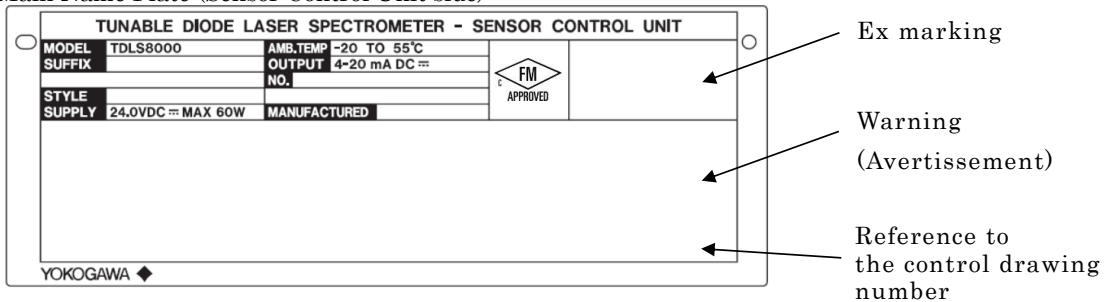 Main Name Plate (Sensor Control Unit side)
TUNABLE DIODE LASER SPECTROMETER - SENSOR CONTROL UNIT
MODEL TDLS8000 AMB.TEMP -20 TO 55°C
SUFFIX OUTPUT 4-20 mA DC ⎓
NO.
STYLE
SUPPLY 24.0VDC ⎓ MAX 60W MANUFACTURED
C FM
APPROVED
YOKOGAWA
Ex marking
Warning
(Avertissement)
Reference to
the control drawing
number